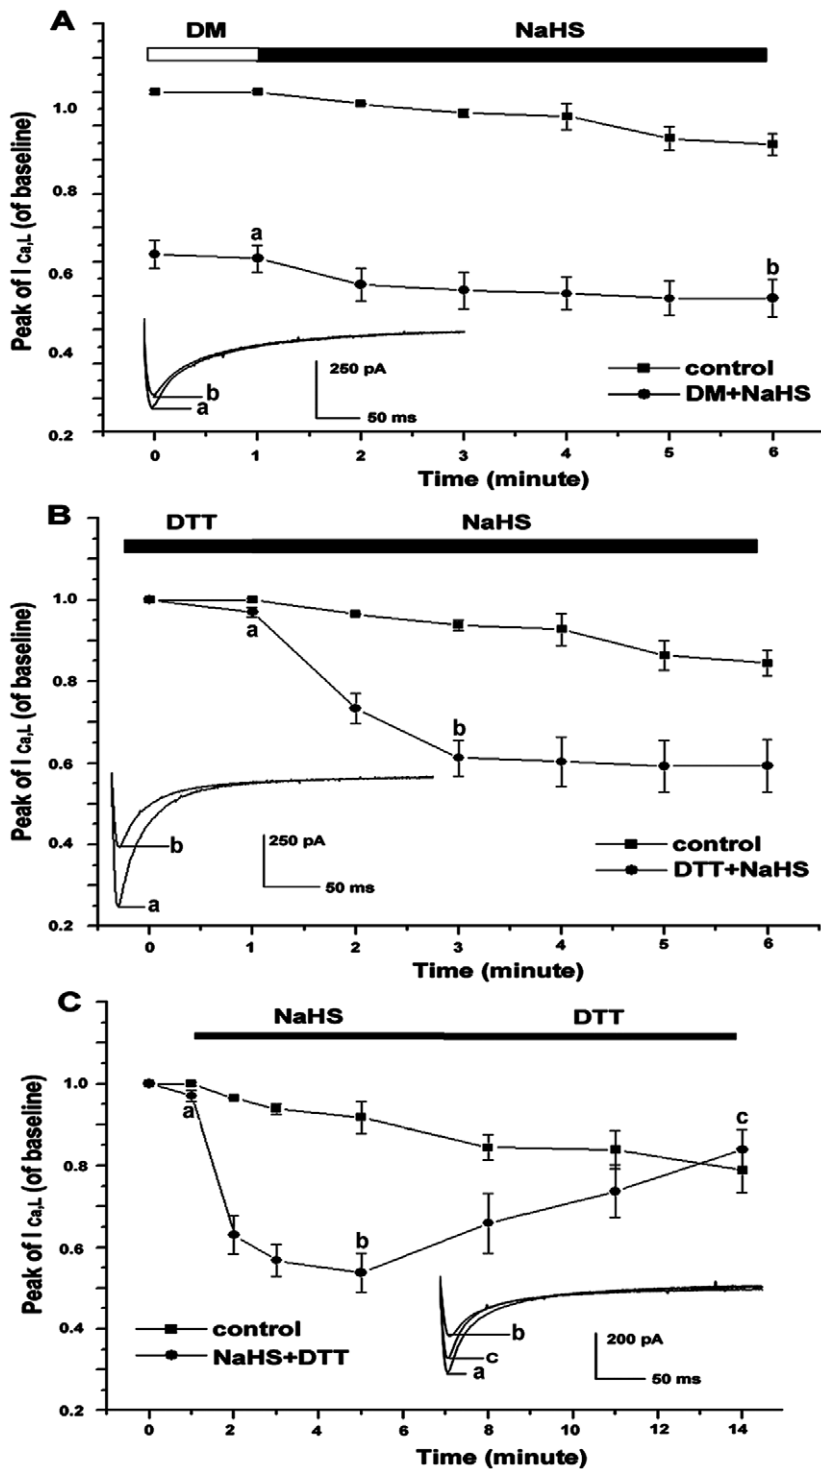 A
DM NaHS
1.0
0.8
0.6
0.4
0.2
Peak of I Ca,L (of baseline)
a
b
b
a
250 pA
50 ms
control
DM+NaHS
0 1 2 3 4 5 6
Time (minute)
B
DTT NaHS
1.0
0.8
0.6
0.4
0.2
Peak of I Ca,L (of baseline)
a
b
b
a
250 pA
50 ms
control
DTT+NaHS
0 1 2 3 4 5 6
Time (minute)
C
NaHS DTT
1.0
0.8
0.6
0.4
0.2
Peak of I Ca,L (of baseline)
a
b
c
control
NaHS+DTT
b
c
a
200 pA
50 ms
0 2 4 6 8 10 12 14
Time (minute)